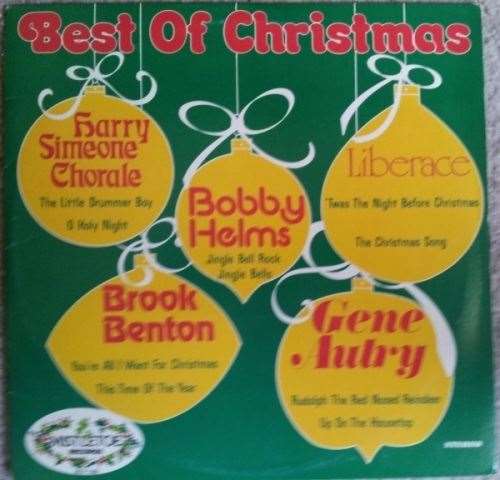 Best Of Christmas
Harry
Simeone
Chorale
The Little Drummer Boy
O Holy Night
Bobby
Helms
Jingle Bell Rock
Jingle Bells
Liberace
'Twas The Night Before Christmas
The Christmas Song
Brook
Benton
You're All I Want For Christmas
This Time Of The Year
Gene
Autry
Rudolph The Red Nosed Reindeer
Up On The Housetop
MISTLETOE
RECORDS